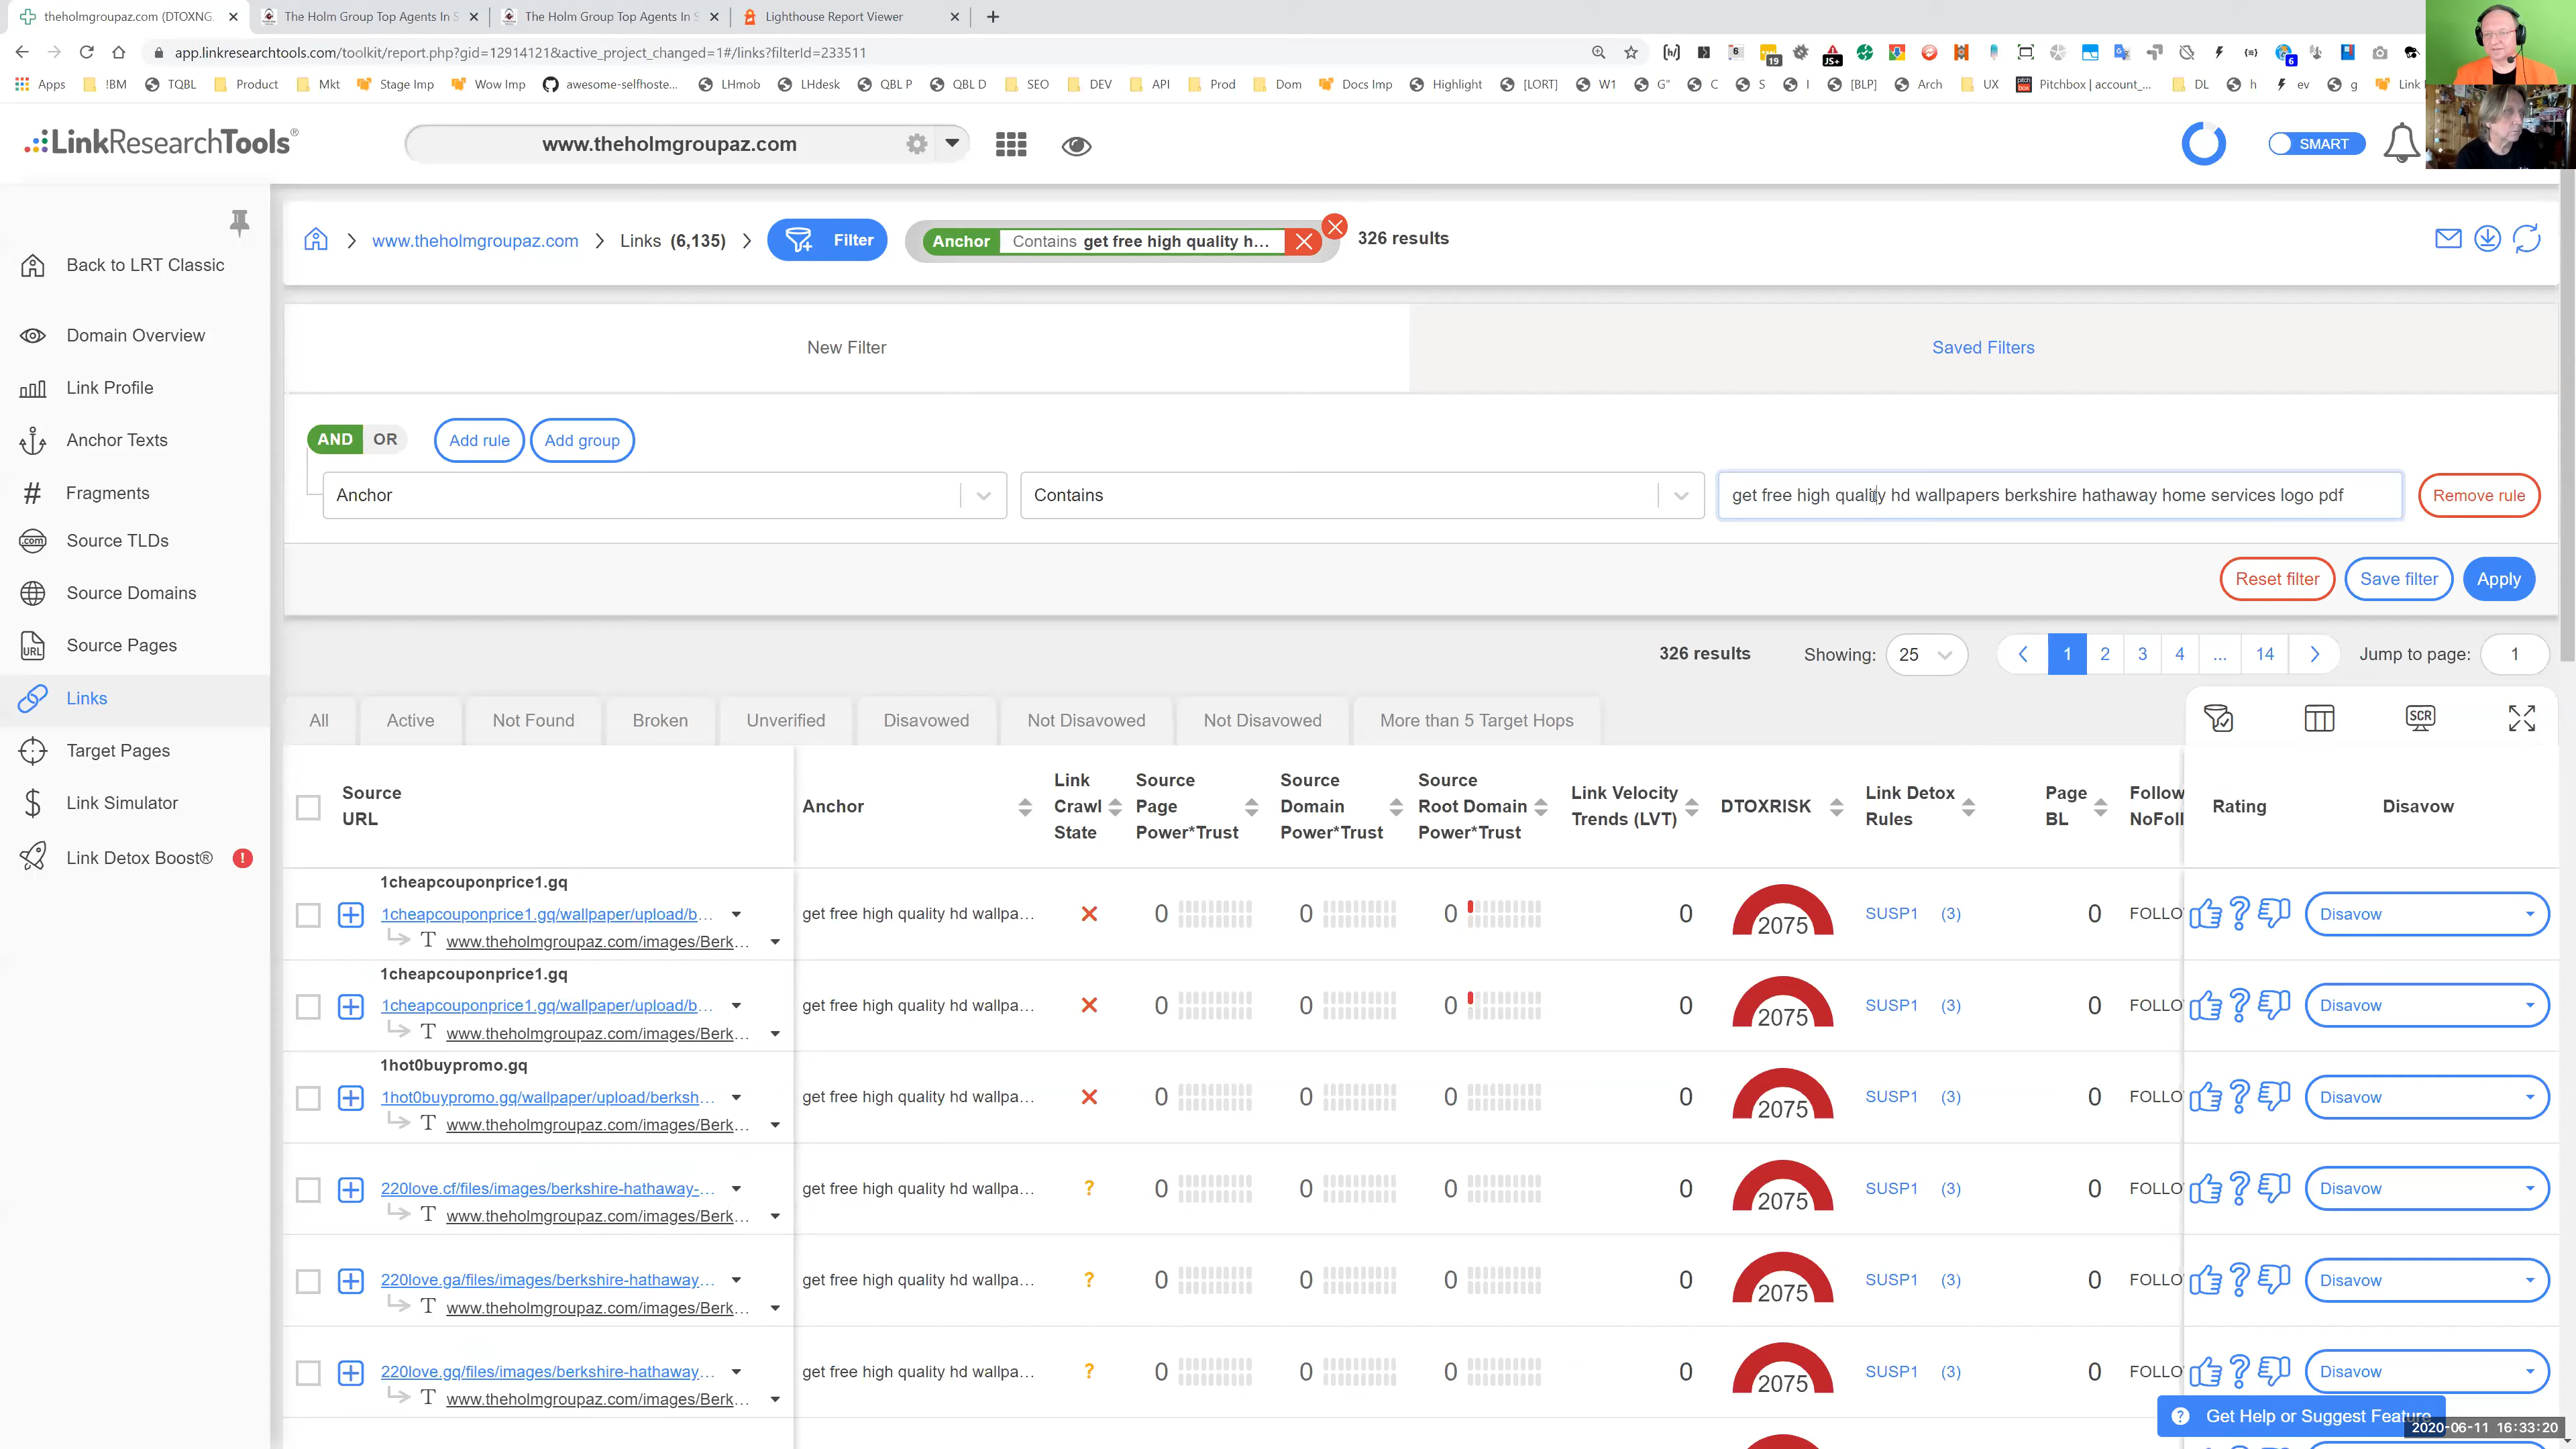 theholmgroupaz.com (DTOXNG
The Holm Group Top Agents In S
The Holm Group Top Agents In S
Lighthouse Report Viewer
app.linkresearchtools.com/toolkit/report.php?gid=12914121&active_project_changed=1#/links?filterId=233511
Apps !BM TQBL Product Mkt Stage Imp Wow Imp awesome-selfhoste... LHmob LHdesk QBL P QBL D SEO DEV API Prod Dom Docs Imp Highlight [LORT] W1 G" C S I [BLP] Arch UX Pitchbox | account_... DL h ev g Link
LinkResearchTools®
www.theholmgroupaz.com
SMART
www.theholmgroupaz.com
Links (6,135)
Filter
Anchor Contains get free high quality h...
326 results
Back to LRT Classic
Domain Overview
Link Profile
Anchor Texts
Fragments
Source TLDs
Source Domains
Source Pages
Links
Target Pages
Link Simulator
Link Detox Boost® !
New Filter
Saved Filters
AND OR Add rule Add group
Anchor
Contains
get free high quality hd wallpapers berkshire hathaway home services logo pdf
Remove rule
Reset filter Save filter Apply
326 results Showing: 25 1 2 3 4 ... 14 Jump to page: 1
All Active Not Found Broken Unverified Disavowed Not Disavowed Not Disavowed More than 5 Target Hops
SCR
Source URL
Anchor
Link Crawl State
Source Page Power*Trust
Source Domain Power*Trust
Source Root Domain Power*Trust
Link Velocity Trends (LVT)
DTOXRISK
Link Detox Rules
Page BL
Follow NoFoll
Rating
Disavow
1cheapcouponprice1.gq
1cheapcouponprice1.gq/wallpaper/upload/b... get free high quality hd wallpa... 0 0 0 0 2075 SUSP1 (3) 0 FOLLO Disavow
www.theholmgroupaz.com/images/Berk...
1cheapcouponprice1.gq
1cheapcouponprice1.gq/wallpaper/upload/b... get free high quality hd wallpa... 0 0 0 0 2075 SUSP1 (3) 0 FOLLO Disavow
www.theholmgroupaz.com/images/Berk...
1hot0buypromo.gq
1hot0buypromo.gq/wallpaper/upload/berksh... get free high quality hd wallpa... 0 0 0 0 2075 SUSP1 (3) 0 FOLLO Disavow
www.theholmgroupaz.com/images/Berk...
220love.cf/files/images/berkshire-hathaway-... get free high quality hd wallpa... ? 0 0 0 0 2075 SUSP1 (3) 0 FOLLO Disavow
www.theholmgroupaz.com/images/Berk...
220love.ga/files/images/berkshire-hathaway... get free high quality hd wallpa... ? 0 0 0 0 2075 SUSP1 (3) 0 FOLLO Disavow
www.theholmgroupaz.com/images/Berk...
220love.gq/files/images/berkshire-hathaway... get free high quality hd wallpa... ? 0 0 0 0 2075 SUSP1 (3) 0 FOLLO Disavow
www.theholmgroupaz.com/images/Berk...
Get Help or Suggest Feature
2020-06-11 16:33:20